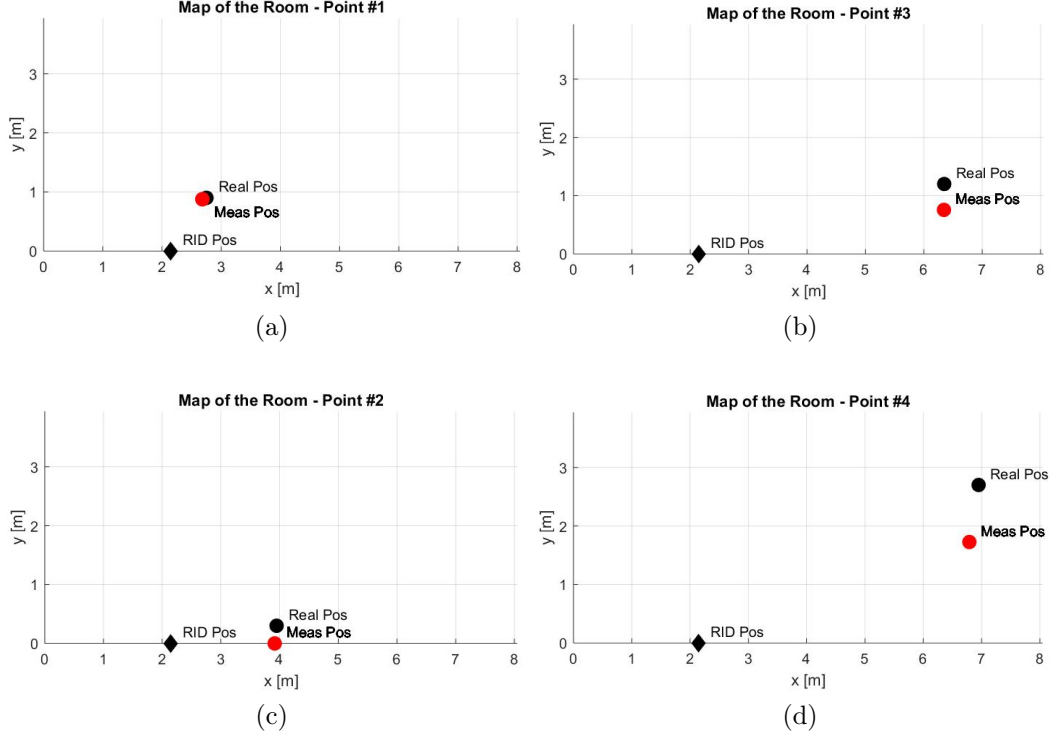 Map of the Room - Point #1
y [m]
3
2
1
0
Real Pos
Meas Pos
RID Pos
0 1 2 3 4 5 6 7 8
x [m]
(a)
Map of the Room - Point #3
y [m]
3
2
1
0
Real Pos
Meas Pos
RID Pos
0 1 2 3 4 5 6 7 8
x [m]
(b)
Map of the Room - Point #2
y [m]
3
2
1
0
Real Pos
RID Pos
Meas Pos
0 1 2 3 4 5 6 7 8
x [m]
(c)
Map of the Room - Point #4
y [m]
3
2
1
0
Real Pos
Meas Pos
RID Pos
0 1 2 3 4 5 6 7 8
x [m]
(d)